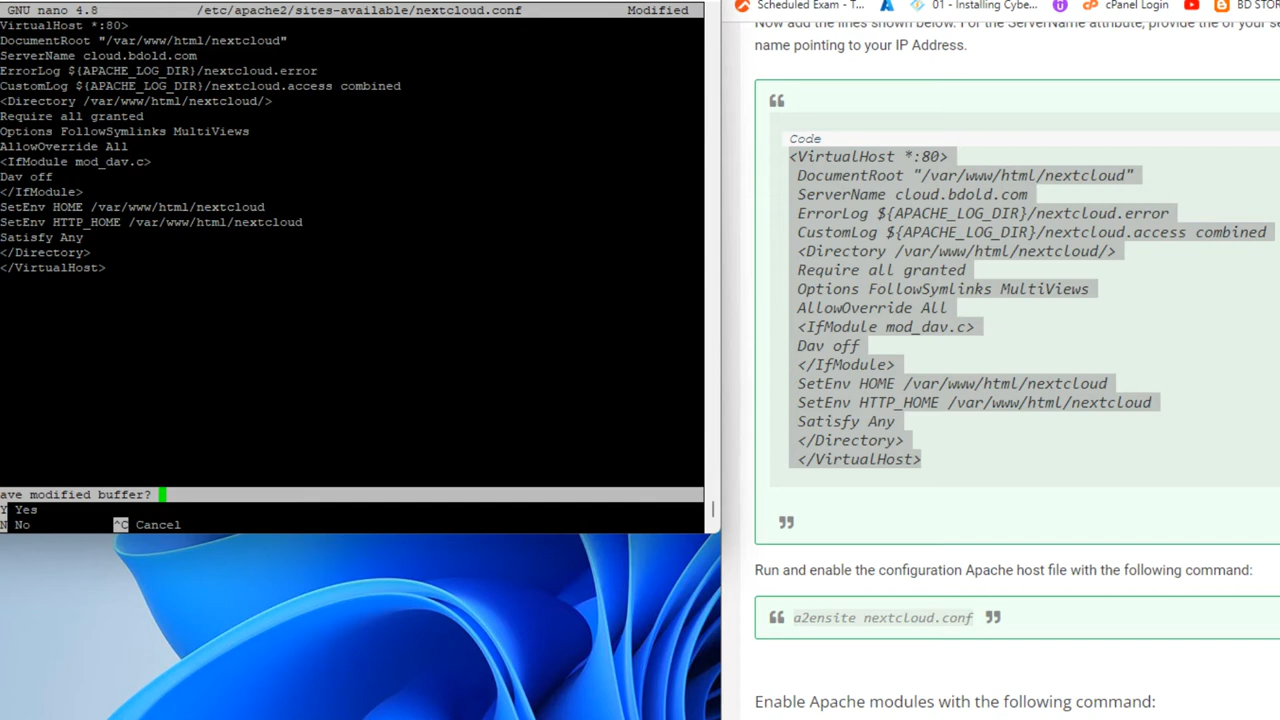 GNU nano 4.8 /etc/apache2/sites-available/nextcloud.conf Modified
VirtualHost *:80>
DocumentRoot "/var/www/html/nextcloud"
ServerName cloud.bdold.com
ErrorLog ${APACHE_LOG_DIR}/nextcloud.error
CustomLog ${APACHE_LOG_DIR}/nextcloud.access combined
<Directory /var/www/html/nextcloud/>
Require all granted
Options FollowSymlinks MultiViews
AllowOverride All
<IfModule mod_dav.c>
Dav off
</IfModule>
SetEnv HOME /var/www/html/nextcloud
SetEnv HTTP_HOME /var/www/html/nextcloud
Satisfy Any
</Directory>
</VirtualHost>
ave modified buffer?
Y Yes
N No ^C Cancel
Scheduled Exam - T... 01 - Installing Cybe... cPanel Login BD STOR
Now add the lines shown below. For the ServerName attribute, provide the of your se
name pointing to your IP Address.
Code
<VirtualHost *:80>
DocumentRoot "/var/www/html/nextcloud"
ServerName cloud.bdold.com
ErrorLog ${APACHE_LOG_DIR}/nextcloud.error
CustomLog ${APACHE_LOG_DIR}/nextcloud.access combined
<Directory /var/www/html/nextcloud/>
Require all granted
Options FollowSymlinks MultiViews
AllowOverride All
<IfModule mod_dav.c>
Dav off
</IfModule>
SetEnv HOME /var/www/html/nextcloud
SetEnv HTTP_HOME /var/www/html/nextcloud
Satisfy Any
</Directory>
</VirtualHost>
Run and enable the configuration Apache host file with the following command:
a2ensite nextcloud.conf
Enable Apache modules with the following command: